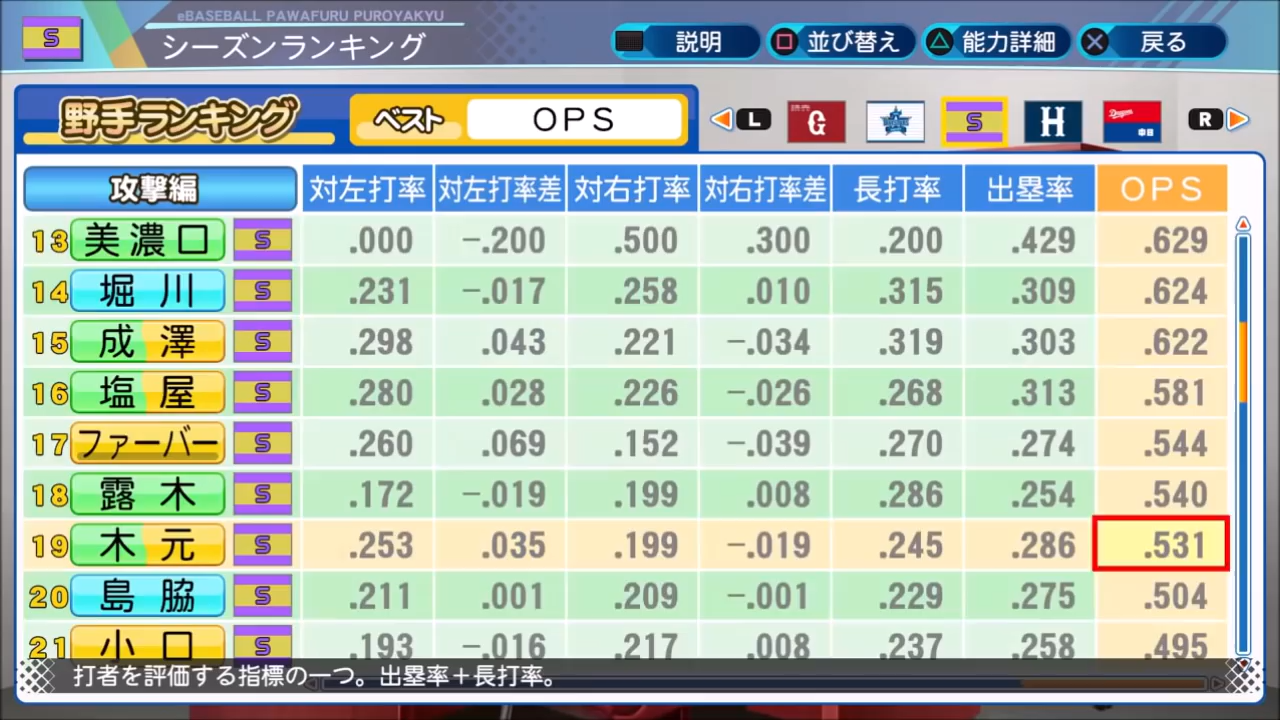 S
eBASEBALL PAWAFURU PUROYAKYU
シーズンランキング
説明 並び替え 能力詳細 戻る
野手ランキング ベスト OPS L G S H Dragons 中日 R
攻撃編 対左打率 対左打率差 対右打率 対右打率差 長打率 出塁率 OPS
13 美濃口 S .000 -.200 .500 .300 .200 .429 .629
14 堀川 S .231 -.017 .258 .010 .315 .309 .624
15 成澤 S .298 .043 .221 -.034 .319 .303 .622
16 塩屋 S .280 .028 .226 -.026 .268 .313 .581
17 ファーバー S .260 .069 .152 -.039 .270 .274 .544
18 露木 S .172 -.019 .199 .008 .286 .254 .540
19 木元 S .253 .035 .199 -.019 .245 .286 .531
20 島脇 S .211 .001 .209 -.001 .229 .275 .504
21 小口 S .193 -.016 .217 .008 .237 .258 .495
打者を評価する指標の一つ。出塁率＋長打率。